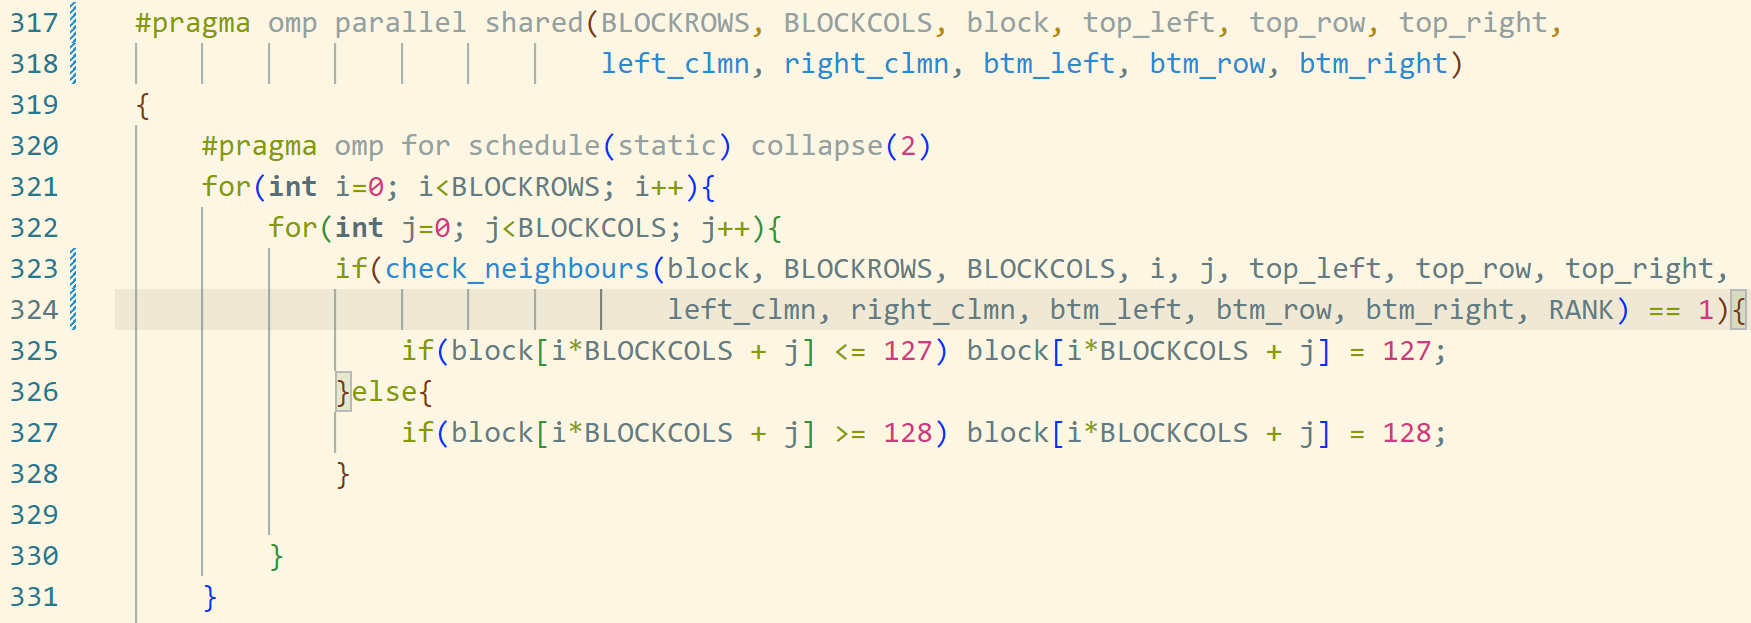 317 #pragma omp parallel shared(BLOCKROWS, BLOCKCOLS, block, top_left, top_row, top_right,
318 left_clmn, right_clmn, btm_left, btm_row, btm_right)
319 {
320 #pragma omp for schedule(static) collapse(2)
321 for(int i=0; i<BLOCKROWS; i++){
322 for(int j=0; j<BLOCKCOLS; j++){
323 if(check_neighbours(block, BLOCKROWS, BLOCKCOLS, i, j, top_left, top_row, top_right,
324 left_clmn, right_clmn, btm_left, btm_row, btm_right, RANK) == 1){
325 if(block[i*BLOCKCOLS + j] <= 127) block[i*BLOCKCOLS + j] = 127;
326 }else{
327 if(block[i*BLOCKCOLS + j] >= 128) block[i*BLOCKCOLS + j] = 128;
328 }
329
330 }
331 }